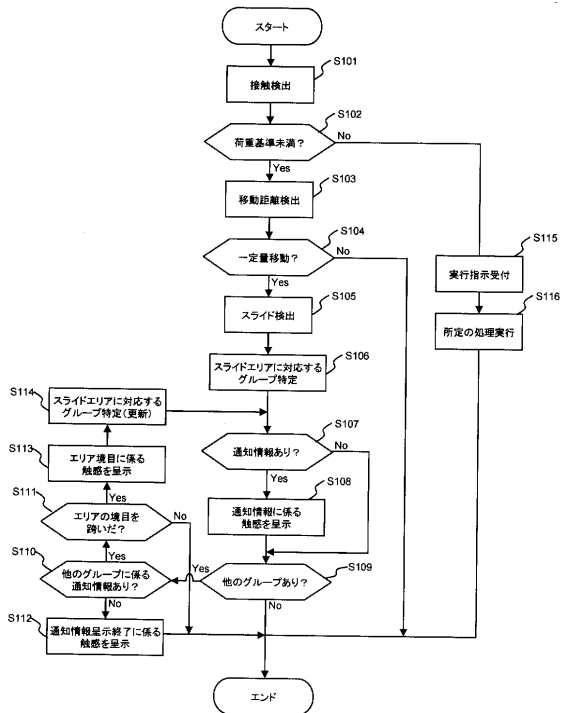 スタート
S101
接触検出
S102
荷重基準未満？
No
Yes
S103
移動距離検出
S104
一定量移動？
No
Yes
S115
実行指示受付
S105
スライド検出
S116
所定の処理実行
S106
スライドエリアに対応する
グループ特定
S114
スライドエリアに対応する
グループ特定（更新）
S107
通知情報あり？
No
Yes
S113
エリア境目に係る
触感を呈示
S108
通知情報に係る
触感を呈示
S111
Yes
エリアの境目を
跨いだ？
No
S110
Yes
他のグループに係る
通知情報あり？
Yes
S109
他のグループあり？
No
No
S112
通知情報呈示終了に係る
触感を呈示
エンド